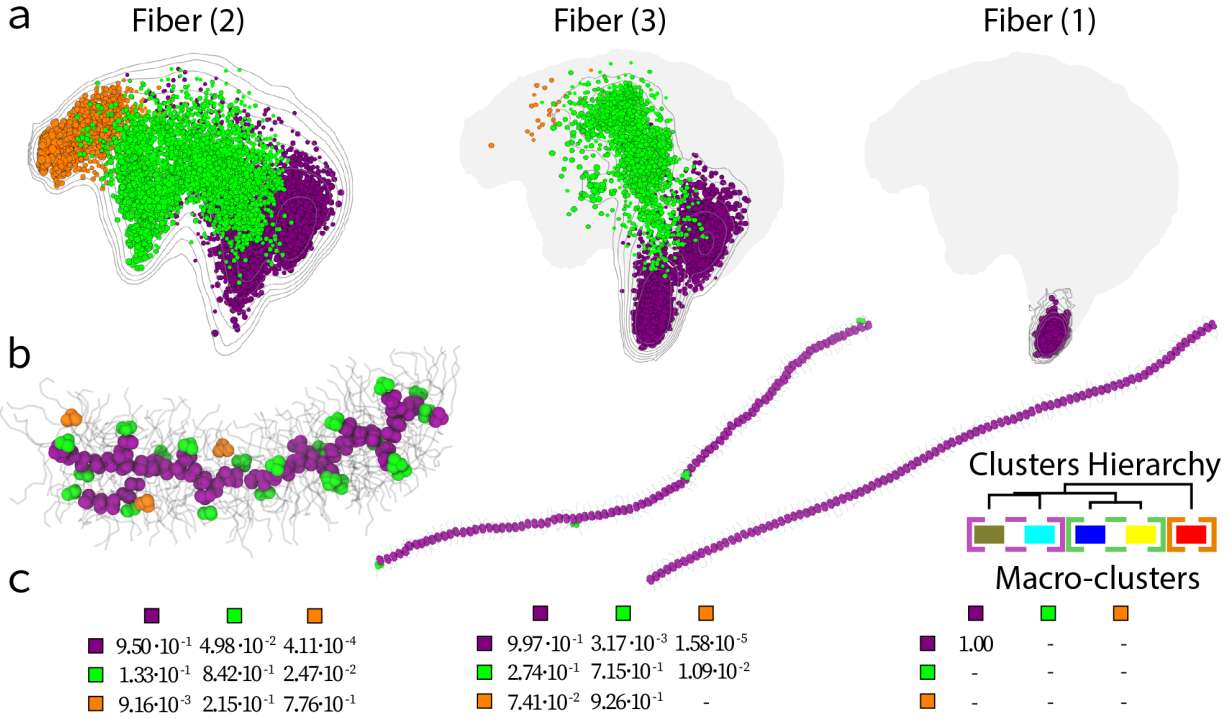 a
Fiber (2) Fiber (3) Fiber (1)
b
Clusters Hierarchy
Macro-clusters
c
9.50·10⁻¹ 4.98·10⁻² 4.11·10⁻⁴
1.33·10⁻¹ 8.42·10⁻¹ 2.47·10⁻²
9.16·10⁻³ 2.15·10⁻¹ 7.76·10⁻¹
9.97·10⁻¹ 3.17·10⁻³ 1.58·10⁻⁵
2.74·10⁻¹ 7.15·10⁻¹ 1.09·10⁻²
7.41·10⁻² 9.26·10⁻¹ -
1.00 - -
- - -
- - -